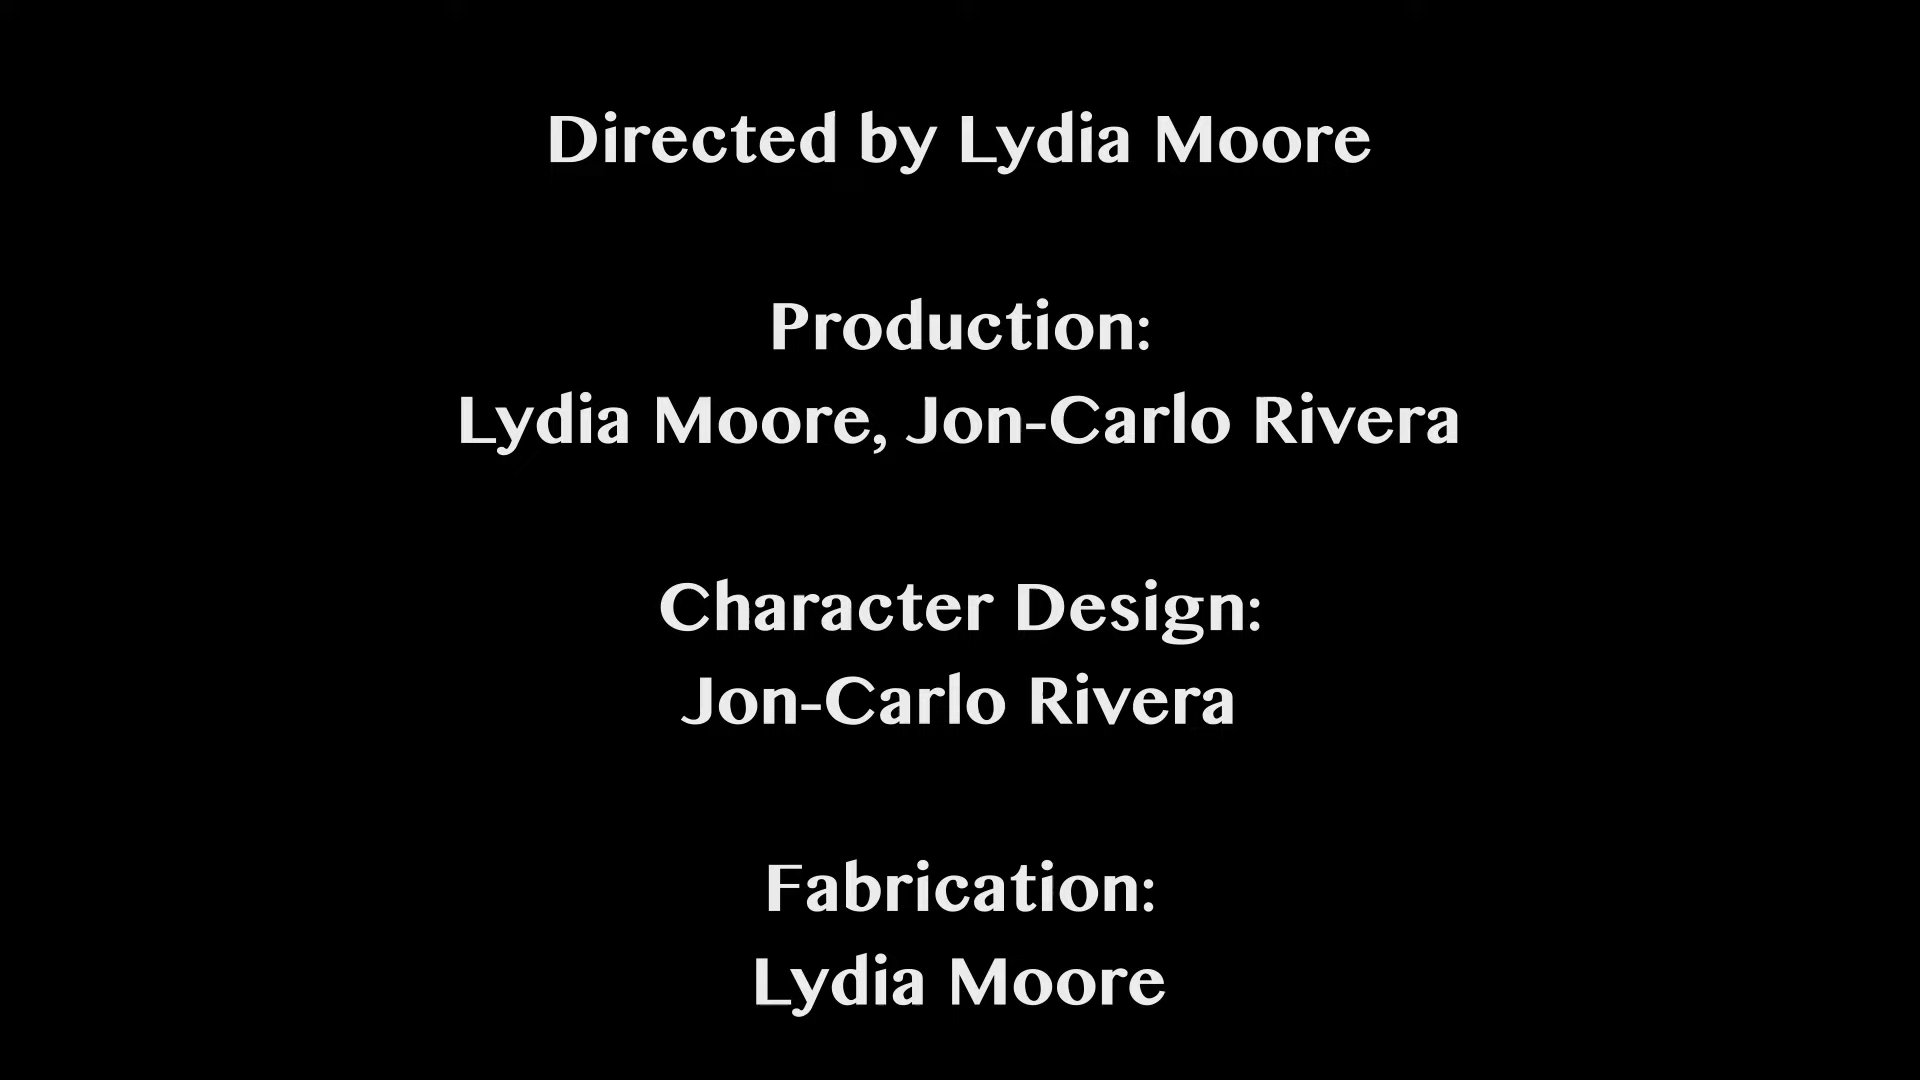 Directed by Lydia Moore
Production:
Lydia Moore, Jon-Carlo Rivera
Character Design:
Jon-Carlo Rivera
Fabrication:
Lydia Moore